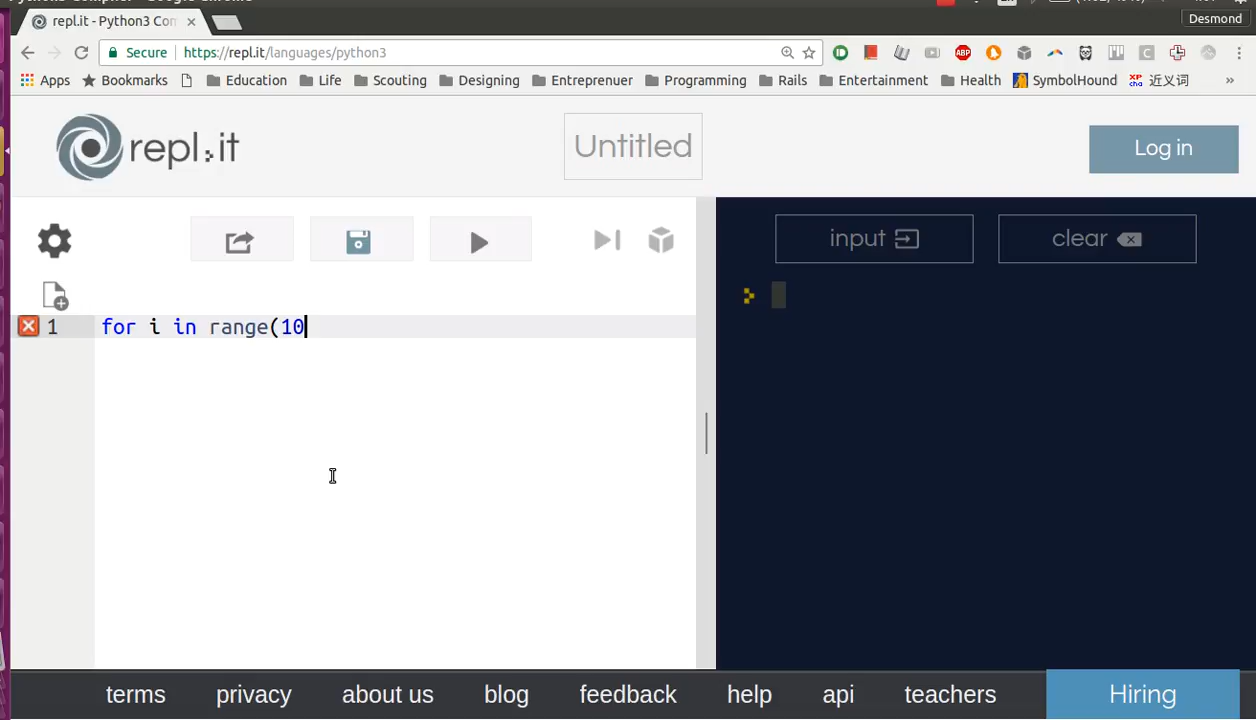 Desmond
repl.it - Python3 Com
Secure https://repl.it/languages/python3
Apps Bookmarks Education Life Scouting Designing Entreprenuer Programming Rails Entertainment Health SymbolHound 近义词 »
repl.it Untitled Log in
input clear
1 for i in range(10
terms privacy about us blog feedback help api teachers Hiring